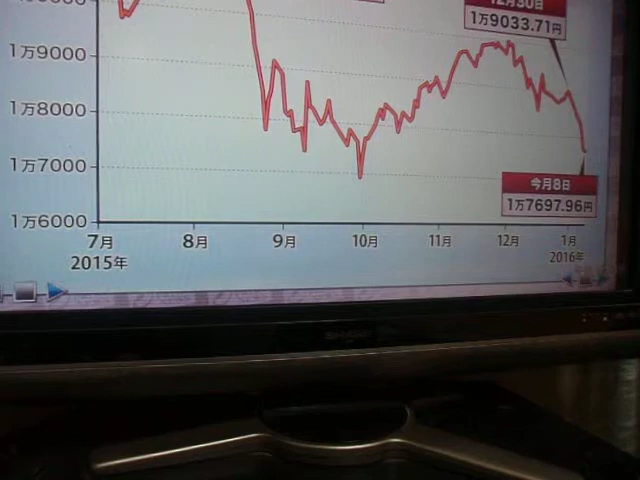 12月30日
1万9033.71円
1万9000
1万8000
1万7000
今月8日
1万7697.96円
1万6000
7月
8月
9月
10月
11月
12月
1月
2015年
2016年